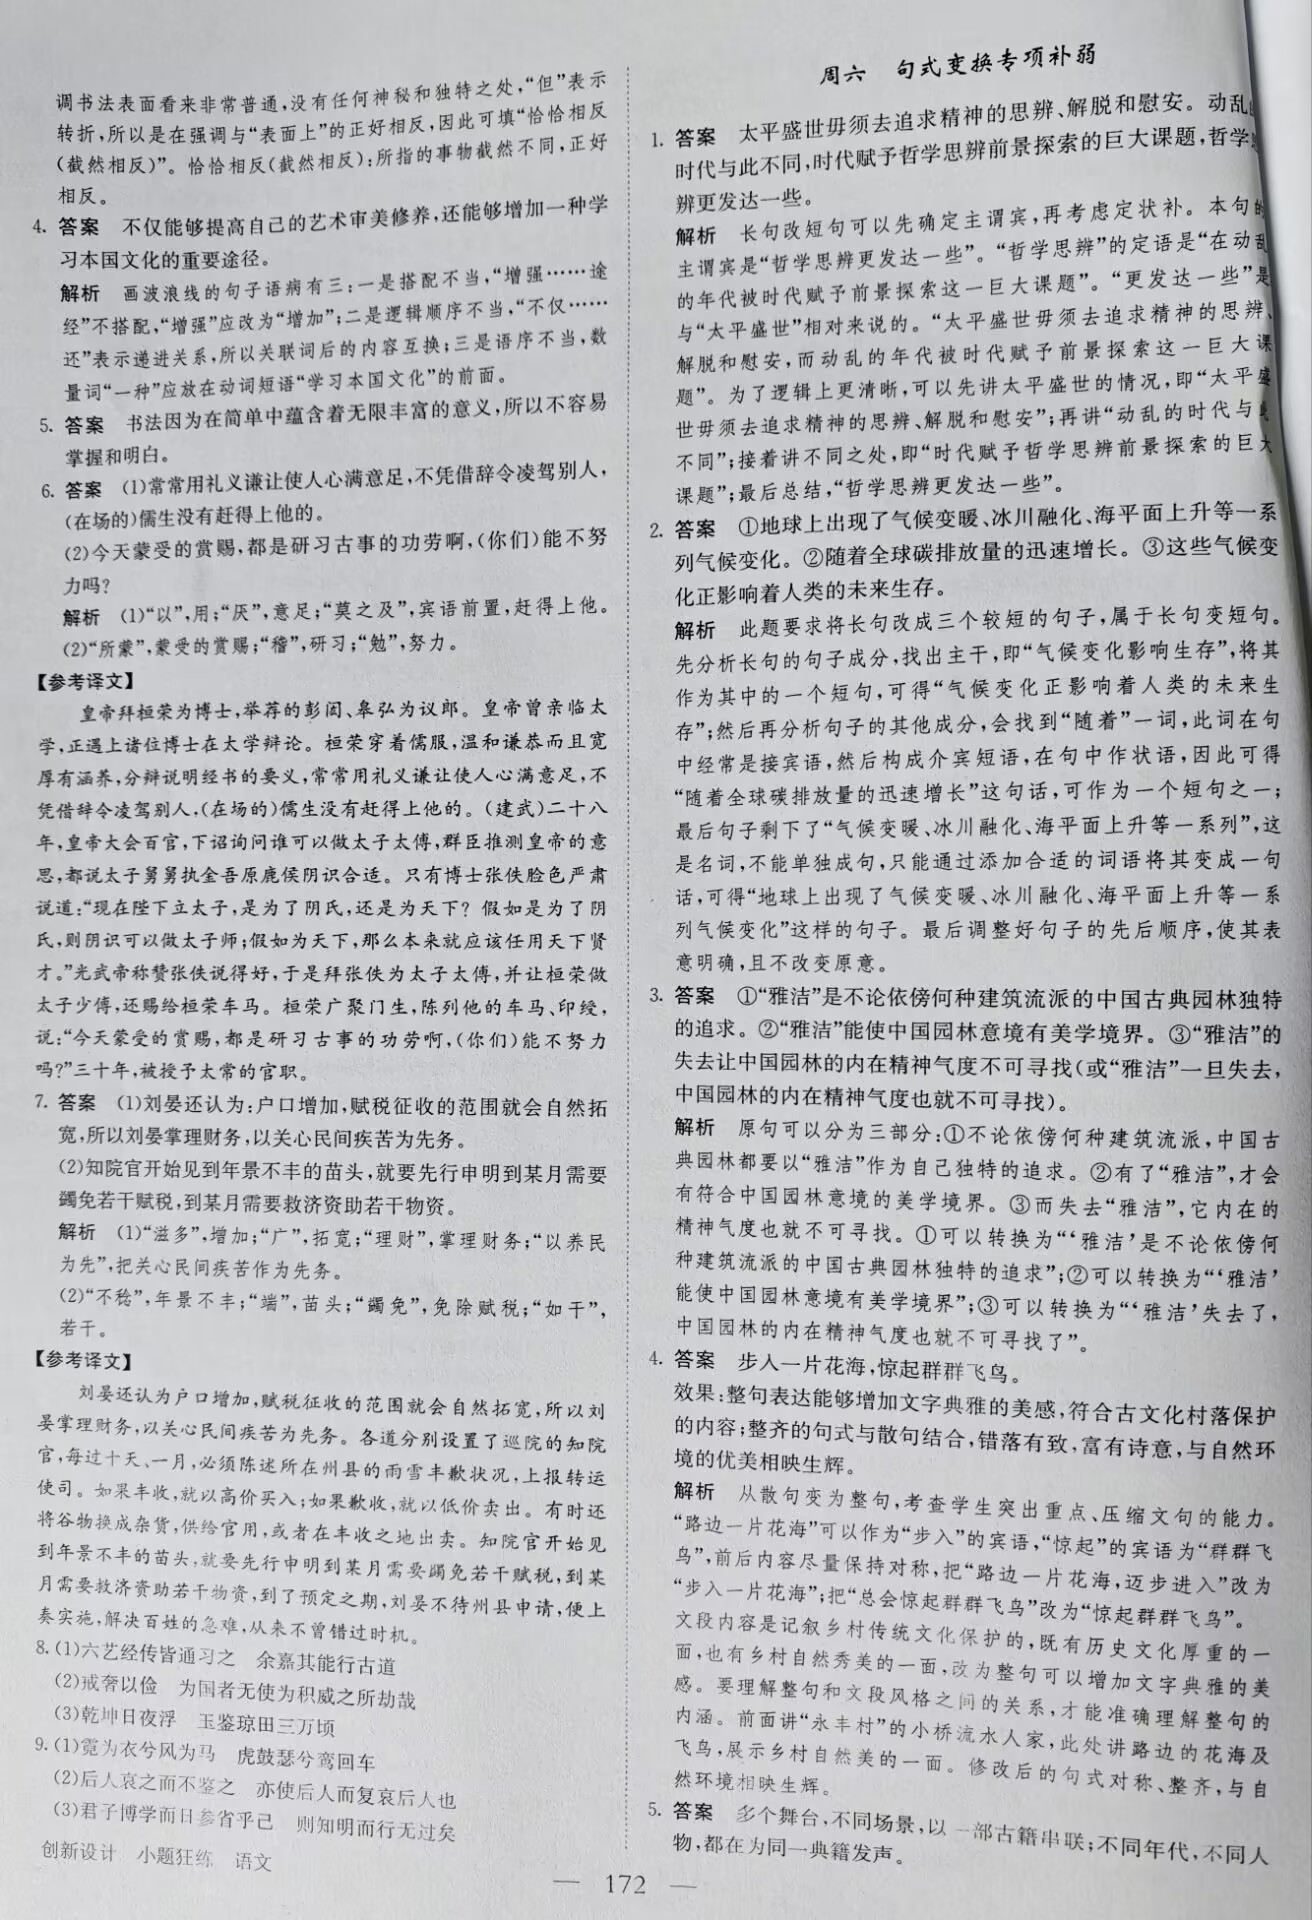 调书法表面看来非常普通,没有任何神秘和独特之处,“但”表示
转折,所以是在强调与“表面上”的正好相反,因此可填“恰恰相反
(截然相反)”。恰恰相反(截然相反):所指的事物截然不同,正好
相反。
4. 答案 不仅能够提高自己的艺术审美修养,还能够增加一种学
习本国文化的重要途径。
解析 画波浪线的句子语病有三:一是搭配不当,“增强……途
经”不搭配,“增强”应改为“增加”;二是逻辑顺序不当,“不仅……
还”表示递进关系,所以关联词后的内容互换;三是语序不当,数
量词“一种”应放在动词短语“学习本国文化”的前面。
5. 答案 书法因为在简单中蕴含着无限丰富的意义,所以不容易
掌握和明白。
6. 答案 (1)常常用礼义谦让使人心满意足,不凭借辞令凌驾别人,
(在场的)儒生没有赶得上他的。
(2)今天蒙受的赏赐,都是研习古事的功劳啊,(你们)能不努
力吗?
解析 (1)“以”,用;“厌”,意足;“莫之及”,宾语前置,赶得上他。
(2)“所蒙”,蒙受的赏赐;“稽”,研习;“勉”,努力。
【参考译文】
皇帝拜桓荣为博士,举荐的彭闳、皋弘为议郎。皇帝曾亲临太
学,正遇上诸位博士在太学辩论。桓荣穿着儒服,温和谦恭而且宽
厚有涵养,分辩说明经书的要义,常常用礼义谦让使人心满意足,不
凭借辞令凌驾别人,(在场的)儒生没有赶得上他的。(建武)二十八
年,皇帝大会百官,下诏询问谁可以做太子太傅,群臣推测皇帝的意
思,都说太子舅舅执金吾原鹿侯阴识合适。只有博士张佚脸色严肃
说道:“现在陛下立太子,是为了阴氏,还是为天下?假如是为了阴
氏,则阴识可以做太子师;假如为天下,那么本来就应该任用天下贤
才。”光武帝称赞张佚说得好,于是拜张佚为太子太傅,并让桓荣做
太子少傅,还赐给桓荣车马。桓荣广聚门生,陈列他的车马、印绶,
说:“今天蒙受的赏赐,都是研习古事的功劳啊,(你们)能不努力
吗?”三十年,被授予太常的官职。
7. 答案 (1)刘晏还认为:户口增加,赋税征收的范围就会自然拓
宽,所以刘晏掌理财务,以关心民间疾苦为先务。
(2)知院官开始见到年景不丰的苗头,就要先行申明到某月需要
蠲免若干赋税,到某月需要救济资助若干物资。
解析 (1)“滋多”,增加;“广”,拓宽;“理财”,掌理财务;“以养民
为先”,把关心民间疾苦作为先务。
(2)“不稔”,年景不丰;“端”,苗头;“蠲免”,免除赋税;“如干”,
若干。
【参考译文】
刘晏还认为户口增加,赋税征收的范围就会自然拓宽,所以刘
晏掌理财务,以关心民间疾苦为先务。各道分别设置了巡院的知院
官,每过十天、一月,必须陈述所在州县的雨雪丰歉状况,上报转运
使司。如果丰收,就以高价买入;如果歉收,就以低价卖出。有时还
将谷物换成杂货,供给官用,或者在丰收之地出卖。知院官开始见
到年景不丰的苗头,就要先行申明到某月需要蠲免若干赋税,到某
月需要救济资助若干物资,到了预定之期,刘晏不待州县申请,便上
奏实施,解决百姓的急难,从来不曾错过时机。
8. (1)六艺经传皆通习之 余嘉其能行古道
(2)戒奢以俭 为国者无使为积威之所劫哉
(3)乾坤日夜浮 玉鉴琼田三万顷
9. (1)霓为衣兮风为马 虎鼓瑟兮鸾回车
(2)后人哀之而不鉴之 亦使后人而复哀后人也
(3)君子博学而日参省乎己 则知明而行无过矣
创新设计 小题狂练 语文
周六 句式变换专项补弱
1. 答案 太平盛世毋须去追求精神的思辨、解脱和慰安。动乱
时代与此不同,时代赋予哲学思辨前景探索的巨大课题,哲学思
辨更发达一些。
解析 长句改短句可以先确定主谓宾,再考虑定状补。本句的
主谓宾是“哲学思辨更发达一些”。“哲学思辨”的定语是“在动乱
的年代被时代赋予前景探索这一巨大课题”。“更发达一些”是
与“太平盛世”相对来说的。“太平盛世毋须去追求精神的思辨、
解脱和慰安,而动乱的年代被时代赋予前景探索这一巨大课
题”。为了逻辑上更清晰,可以先讲太平盛世的情况,即“太平盛
世毋须去追求精神的思辨、解脱和慰安”;再讲“动乱的时代与此
不同”;接着讲不同之处,即“时代赋予哲学思辨前景探索的巨大
课题”;最后总结,“哲学思辨更发达一些”。
2. 答案 ①地球上出现了气候变暖、冰川融化、海平面上升等一系
列气候变化。②随着全球碳排放量的迅速增长。③这些气候变
化正影响着人类的未来生存。
解析 此题要求将长句改成三个较短的句子,属于长句变短句。
先分析长句的句子成分,找出主干,即“气候变化影响生存”,将其
作为其中的一个短句,可得“气候变化正影响着人类的未来生
存”;然后再分析句子的其他成分,会找到“随着”一词,此词在句
中经常是接宾语,然后构成介宾短语,在句中作状语,因此可得
“随着全球碳排放量的迅速增长”这句话,可作为一个短句之一;
最后句子剩下了“气候变暖、冰川融化、海平面上升等一系列”,这
是名词,不能单独成句,只能通过添加合适的词语将其变成一句
话,可得“地球上出现了气候变暖、冰川融化、海平面上升等一系
列气候变化”这样的句子。最后调整好句子的先后顺序,使其表
意明确,且不改变原意。
3. 答案 ①“雅洁”是不论依傍何种建筑流派的中国古典园林独特
的追求。②“雅洁”能使中国园林意境有美学境界。③“雅洁”的
失去让中国园林的内在精神气度不可寻找(或“雅洁”一旦失去,
中国园林的内在精神气度也就不可寻找)。
解析 原句可以分为三部分:①不论依傍何种建筑流派,中国古
典园林都要以“雅洁”作为自己独特的追求。②有了“雅洁”,才会
有符合中国园林意境的美学境界。③而失去“雅洁”,它内在的
精神气度也就不可寻找。①可以转换为“‘雅洁’是不论依傍何
种建筑流派的中国古典园林独特的追求”;②可以转换为“‘雅洁’
能使中国园林意境有美学境界”;③可以转换为“‘雅洁’失去了,
中国园林的内在精神气度也就不可寻找了”。
4. 答案 步入一片花海,惊起群群飞鸟。
效果:整句表达能够增加文字典雅的美感,符合古文化村落保护
的内容;整齐的句式与散句结合,错落有致,富有诗意,与自然环
境的优美相映生辉。
解析 从散句变为整句,考查学生突出重点、压缩文句的能力。
“路边一片花海”可以作为“步入”的宾语,“惊起”的宾语为“群群飞
鸟”,前后内容尽量保持对称,把“路边一片花海,迈步进入”改为
“步入一片花海”;把“总会惊起群群飞鸟”改为“惊起群群飞鸟”。
文段内容是记叙乡村传统文化保护的,既有历史文化厚重的一
面,也有乡村自然秀美的一面,改为整句可以增加文字典雅的美
感。要理解整句和文段风格之间的关系,才能准确理解整句的
内涵。前面讲“永丰村”的小桥流水人家,此处讲路边的花海及
飞鸟,展示乡村自然美的一面。修改后的句式对称、整齐,与自
然环境相映生辉。
5. 答案 多个舞台,不同场景,以一部古籍串联;不同年代,不同人
物,都在为同一典籍发声。
— 172 —